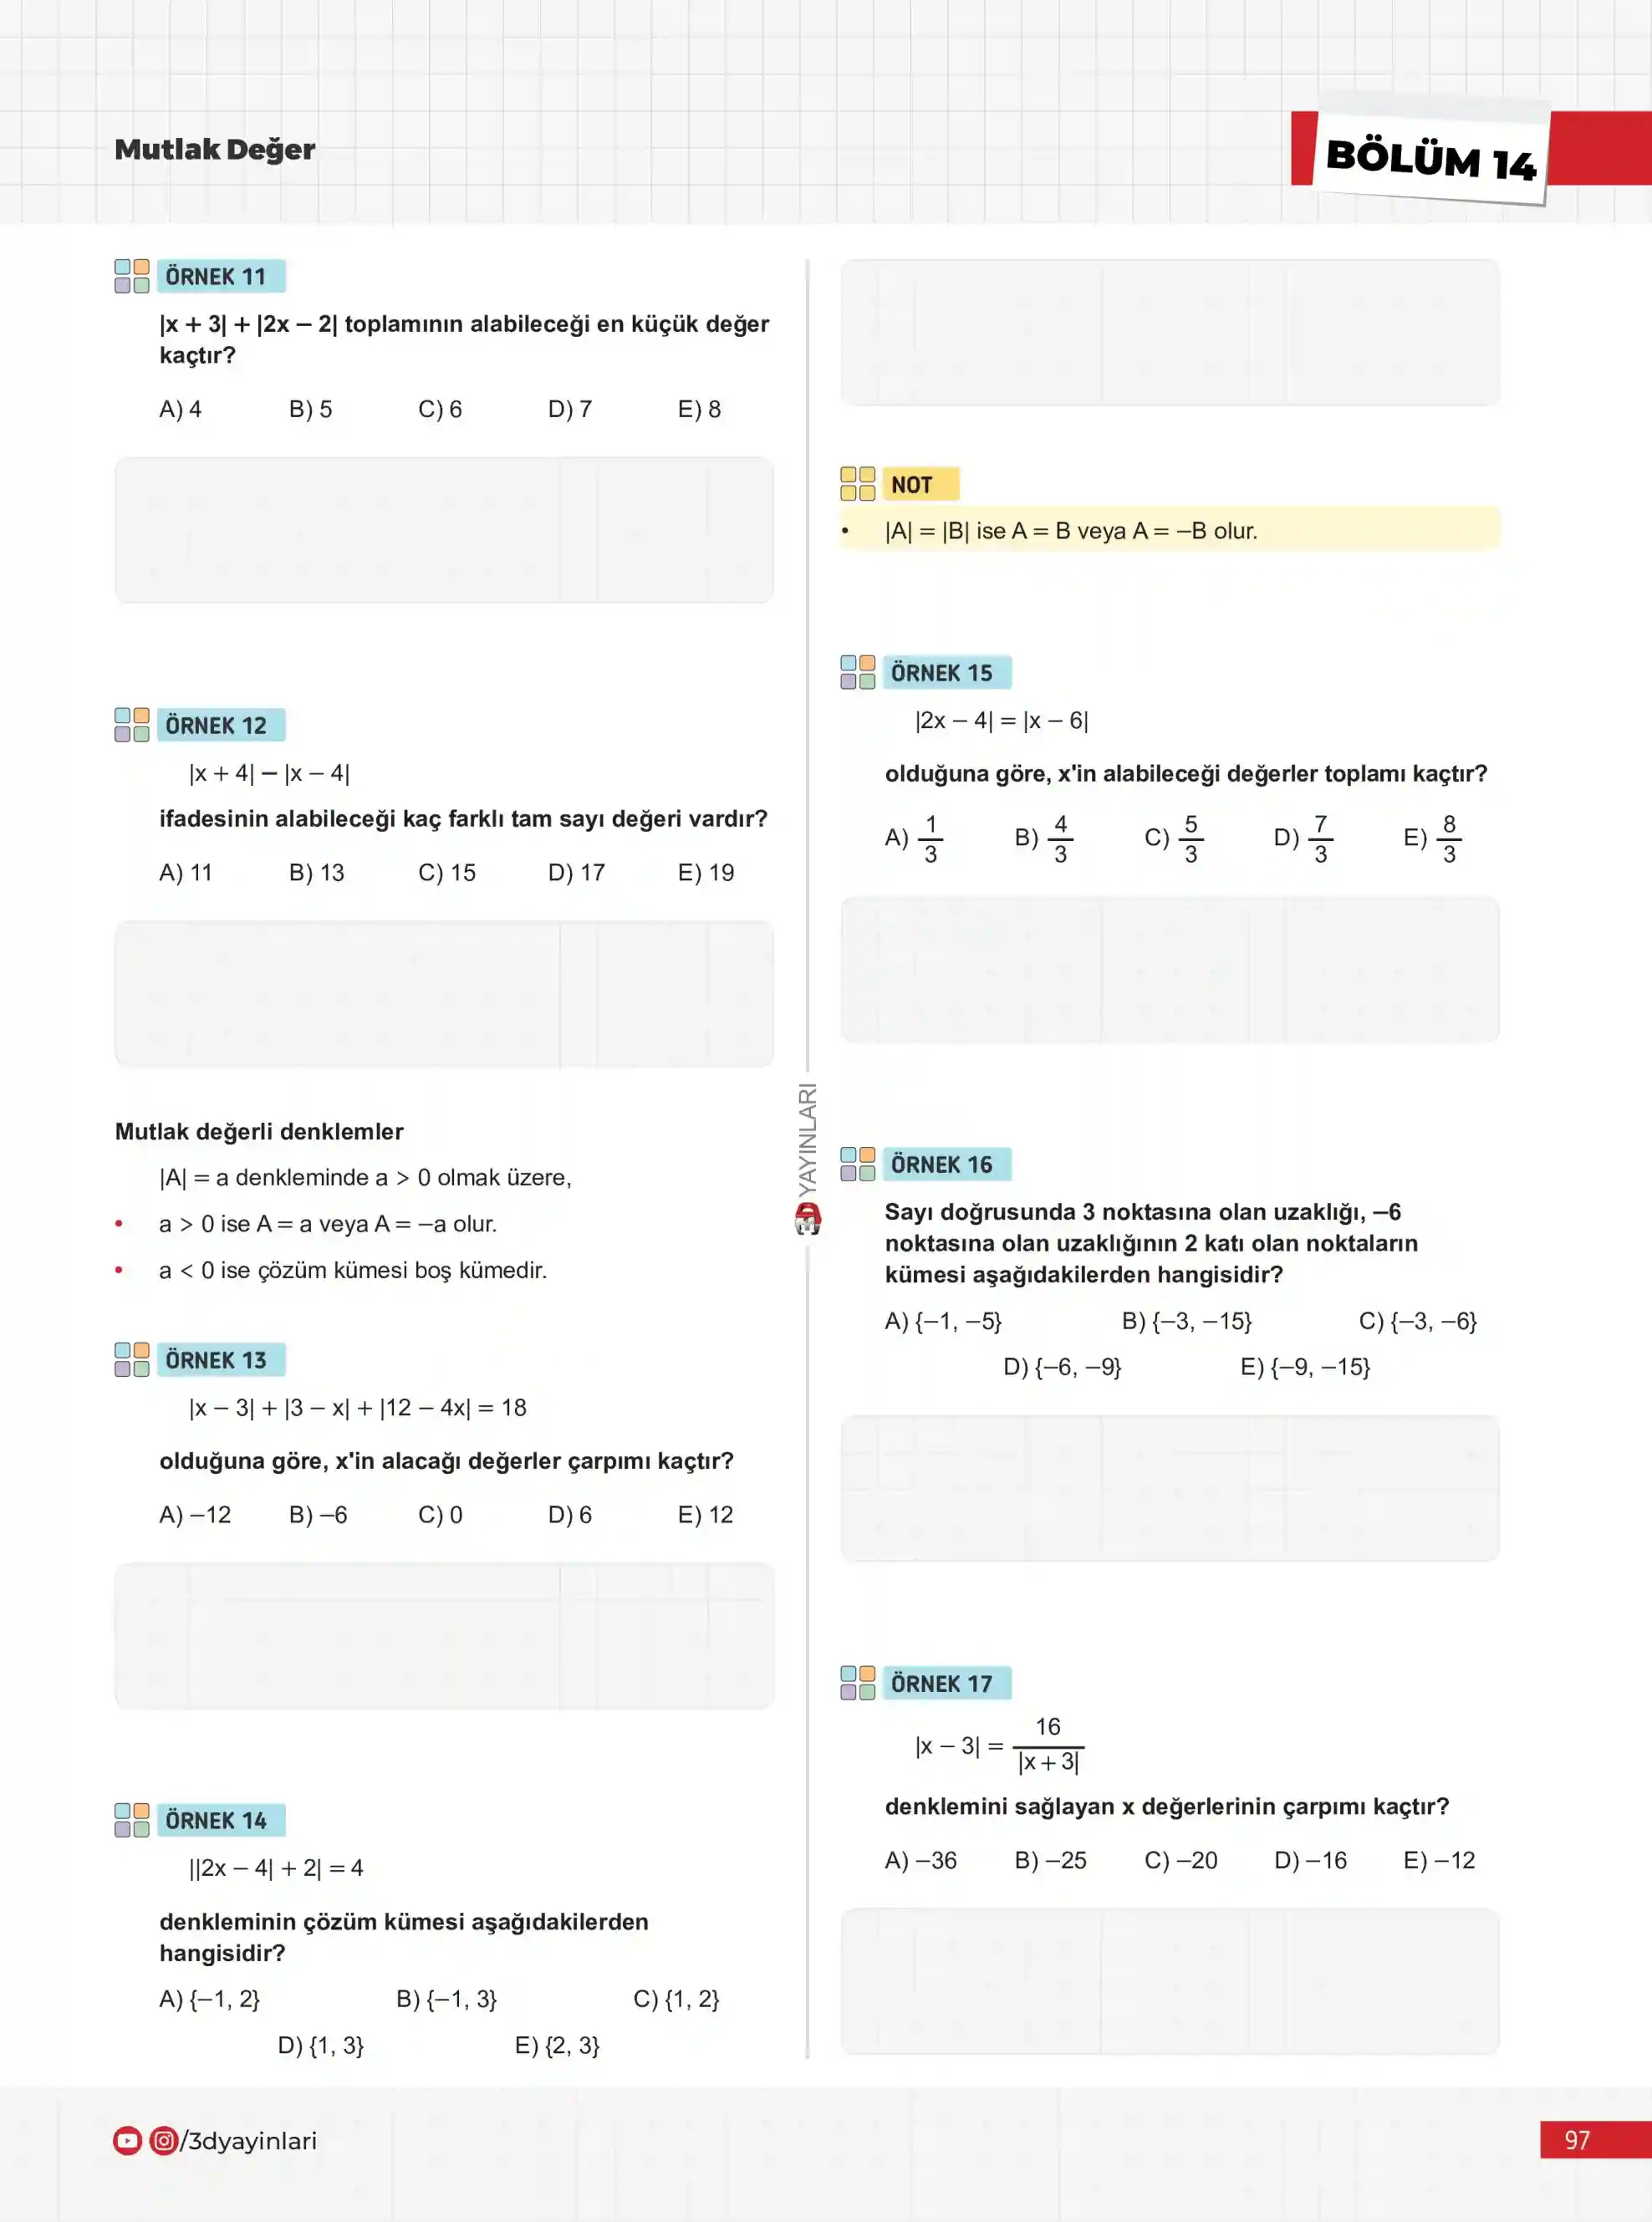 Mutlak Değer
BÖLÜM 14
ÖRNEK 11
|x + 3| + |2x – 2| toplamının alabileceği en küçük değer
kaçtır?
A) 4 B) 5 C) 6 D) 7 E) 8
ÖRNEK 12
|x + 4| – |x – 4|
ifadesinin alabileceği kaç farklı tam sayı değeri vardır?
A) 11 B) 13 C) 15 D) 17 E) 19
Mutlak değerli denklemler
|A| = a denkleminde a > 0 olmak üzere,
• a > 0 ise A = a veya A = –a olur.
• a < 0 ise çözüm kümesi boş kümedir.
ÖRNEK 13
|x – 3| + |3 – x| + |12 – 4x| = 18
olduğuna göre, x'in alacağı değerler çarpımı kaçtır?
A) –12 B) –6 C) 0 D) 6 E) 12
ÖRNEK 14
||2x – 4| + 2| = 4
denkleminin çözüm kümesi aşağıdakilerden
hangisidir?
A) {–1, 2} B) {–1, 3} C) {1, 2}
D) {1, 3} E) {2, 3}
YAYINLARI
NOT
• |A| = |B| ise A = B veya A = –B olur.
ÖRNEK 15
|2x – 4| = |x – 6|
olduğuna göre, x'in alabileceği değerler toplamı kaçtır?
A) 1/3 B) 4/3 C) 5/3 D) 7/3 E) 8/3
ÖRNEK 16
Sayı doğrusunda 3 noktasına olan uzaklığı, –6
noktasına olan uzaklığının 2 katı olan noktaların
kümesi aşağıdakilerden hangisidir?
A) {–1, –5} B) {–3, –15} C) {–3, –6}
D) {–6, –9} E) {–9, –15}
ÖRNEK 17
|x – 3| = 16/|x + 3|
denklemini sağlayan x değerlerinin çarpımı kaçtır?
A) –36 B) –25 C) –20 D) –16 E) –12
/3dyayinlari
97